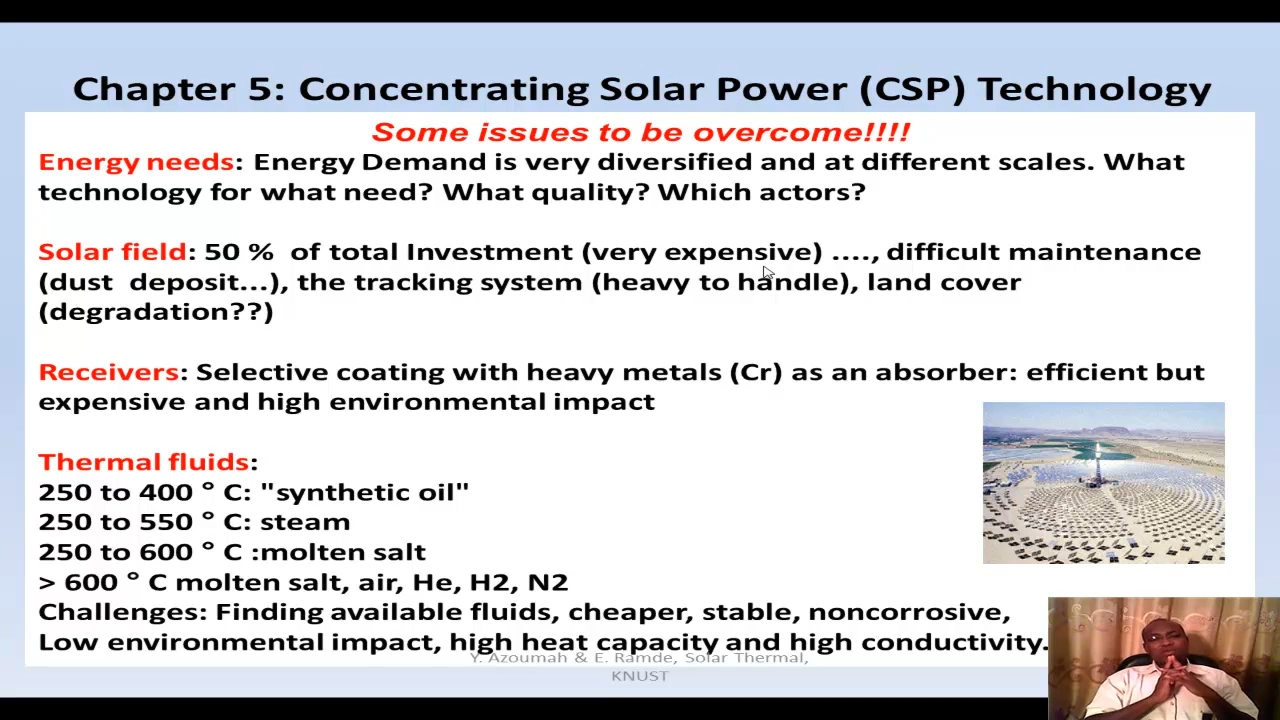 Chapter 5: Concentrating Solar Power (CSP) Technology
Some issues to be overcome!!!!
Energy needs: Energy Demand is very diversified and at different scales. What
technology for what need? What quality? Which actors?
Solar field: 50 % of total Investment (very expensive) ...., difficult maintenance
(dust deposit...), the tracking system (heavy to handle), land cover
(degradation??)
Receivers: Selective coating with heavy metals (Cr) as an absorber: efficient but
expensive and high environmental impact
Thermal fluids:
250 to 400 ° C: "synthetic oil"
250 to 550 ° C: steam
250 to 600 ° C :molten salt
> 600 ° C molten salt, air, He, H2, N2
Challenges: Finding available fluids, cheaper, stable, noncorrosive,
Low environmental impact, high heat capacity and high conductivity.
Y. Azoumah & E. Ramde, Solar Thermal,
KNUST